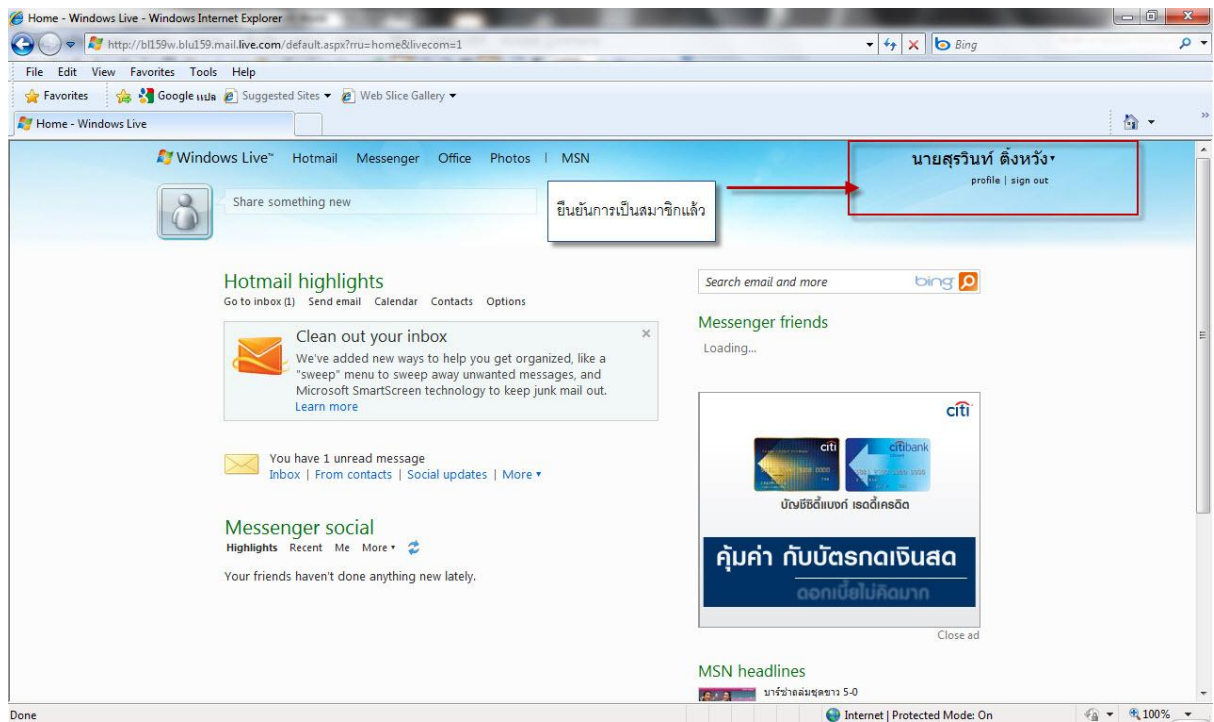 Home - Windows Live - Windows Internet Explorer
http://bl159w.blu159.mail.live.com/default.aspx?rru=home&livecom=1
Bing
File Edit View Favorites Tools Help
Favorites Google แปล Suggested Sites Web Slice Gallery
Home - Windows Live
Windows Live™ Hotmail Messenger Office Photos | MSN
นายสุรวินท์ ติ้งหวัง
profile | sign out
Share something new
ยืนยันการเป็นสมาชิกแล้ว
Hotmail highlights
Go to inbox (1) Send email Calendar Contacts Options
Search email and more bing
Clean out your inbox
We've added new ways to help you get organized, like a
"sweep" menu to sweep away unwanted messages, and
Microsoft SmartScreen technology to keep junk mail out.
Learn more
Messenger friends
Loading...
citi
citi
citibank
บัญชีซิตี้แบงก์ เรดดี้เครดิต
คุ้มค่า กับบัตรกดเงินสด
ดอกเบี้ยไม่คิดมาก
Close ad
You have 1 unread message
Inbox | From contacts | Social updates | More
Messenger social
Highlights Recent Me More
Your friends haven't done anything new lately.
MSN headlines
บาร์ซ่าถล่มชุดขาว 5-0
Done
Internet | Protected Mode: On
100%